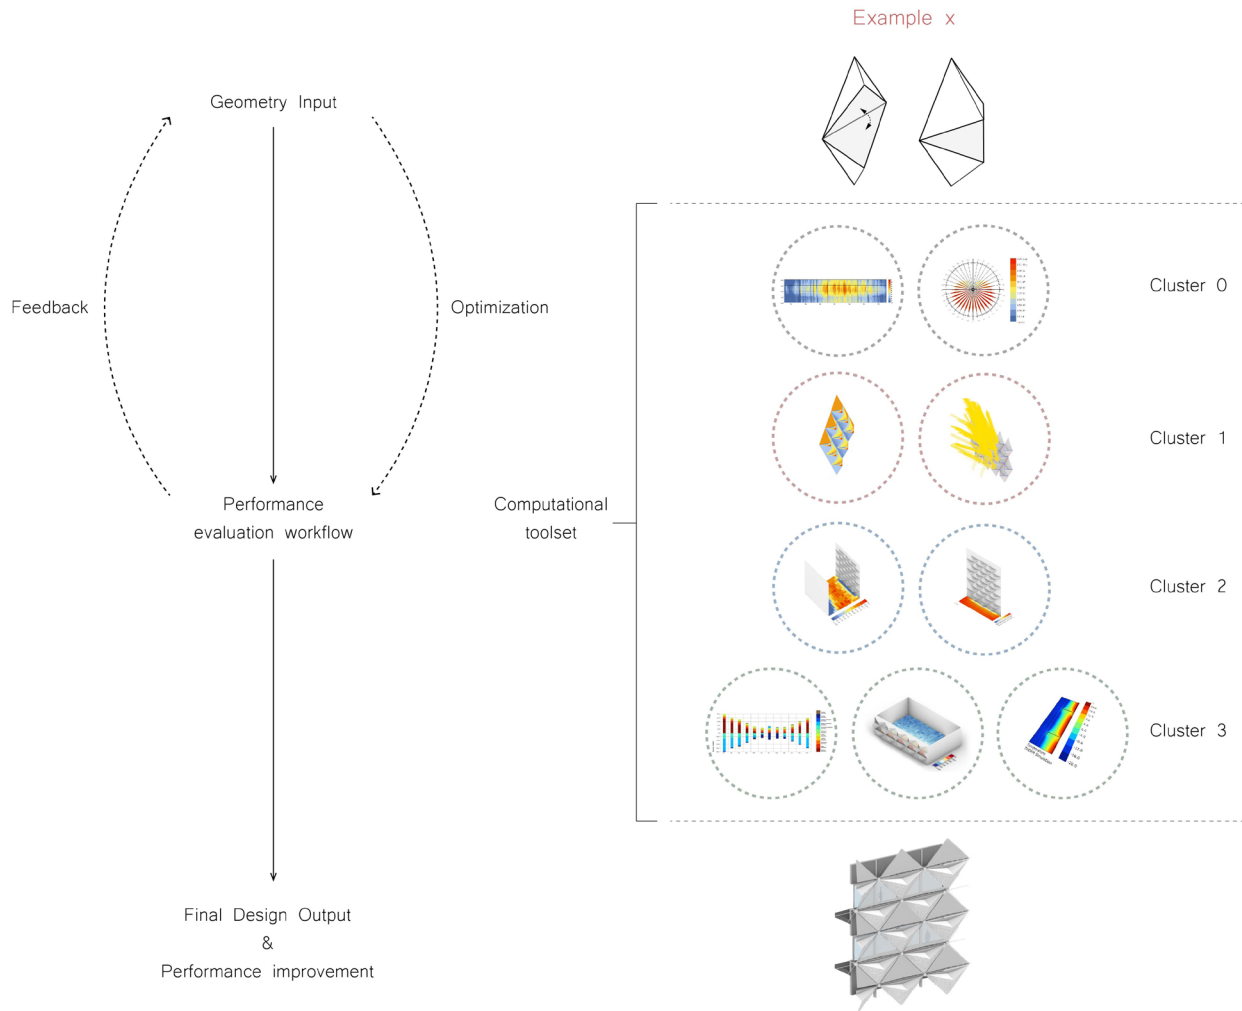 Example x
Geometry Input
Feedback
Optimization
Performance
evaluation workflow
Final Design Output
&
Performance improvement
Computational
toolset
Cluster 0
Cluster 1
Cluster 2
Cluster 3